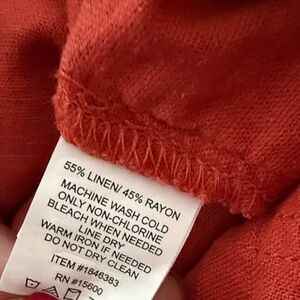 55% LINEN/ 45% RAYON
MACHINE WASH COLD
ONLY NON-CHLORINE
BLEACH WHEN NEEDED
LINE DRY
WARM IRON IF NEEDED
DO NOT DRY CLEAN
ITEM #1846383
RN #15600